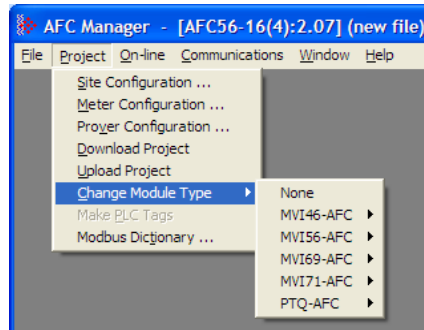 AFC Manager - [AFC56-16(4):2.07] (new file)
File Project On-line Communications Window Help
Site Configuration ...
Meter Configuration ...
Prover Configuration ...
Download Project
Upload Project
Change Module Type
Make PLC Tags
Modbus Dictionary ...
None
MVI46-AFC
MVI56-AFC
MVI69-AFC
MVI71-AFC
PTQ-AFC